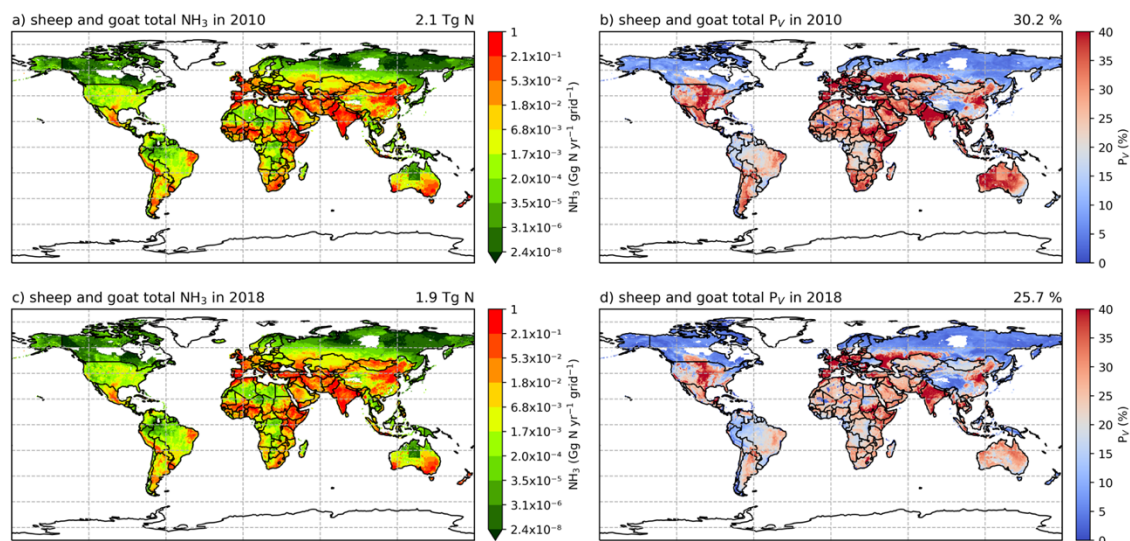 a) sheep and goat total NH₃ in 2010 2.1 Tg N
1
2.1x10⁻¹
5.3x10⁻²
1.8x10⁻²
6.8x10⁻³
1.7x10⁻³
2.0x10⁻⁴
3.5x10⁻⁵
3.1x10⁻⁶
2.4x10⁻⁸
NH₃ (Gg N yr⁻¹ grid⁻¹)
b) sheep and goat total Pᵥ in 2010 30.2 %
40
35
30
25
20
15
10
5
0
Pᵥ (%)
c) sheep and goat total NH₃ in 2018 1.9 Tg N
1
2.1x10⁻¹
5.3x10⁻²
1.8x10⁻²
6.8x10⁻³
1.7x10⁻³
2.0x10⁻⁴
3.5x10⁻⁵
3.1x10⁻⁶
2.4x10⁻⁸
NH₃ (Gg N yr⁻¹ grid⁻¹)
d) sheep and goat total Pᵥ in 2018 25.7 %
40
35
30
25
20
15
10
5
0
Pᵥ (%)